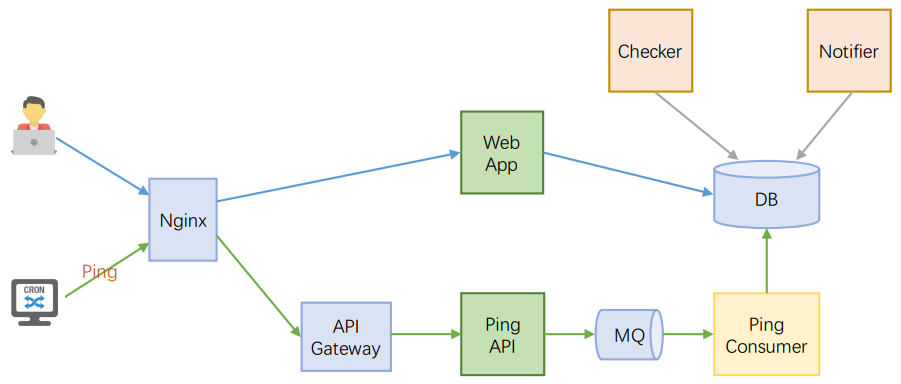 Checker
Notifier
Web
App
DB
Nginx
Ping
CRON
API
Gateway
Ping
API
MQ
Ping
Consumer